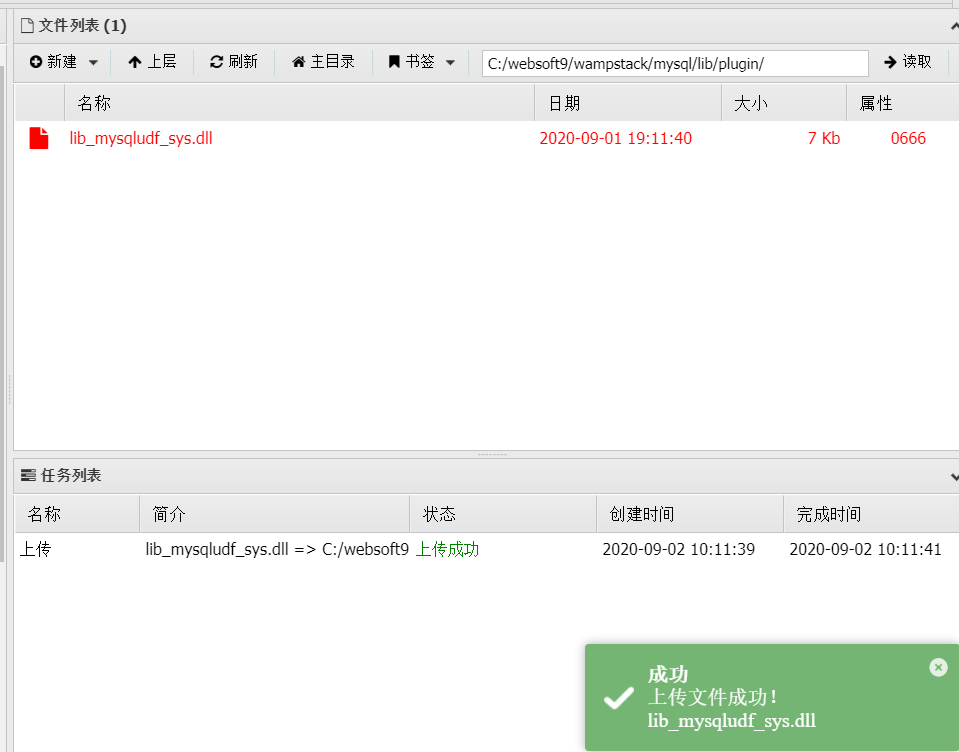 文件列表 (1)
新建 上层 刷新 主目录 书签 C:/websoft9/wampstack/mysql/lib/plugin/ 读取
名称 日期 大小 属性
lib_mysqludf_sys.dll 2020-09-01 19:11:40 7 Kb 0666
任务列表
名称 简介 状态 创建时间 完成时间
上传 lib_mysqludf_sys.dll => C:/websoft9 上传成功 2020-09-02 10:11:39 2020-09-02 10:11:41
成功
上传文件成功!
lib_mysqludf_sys.dll